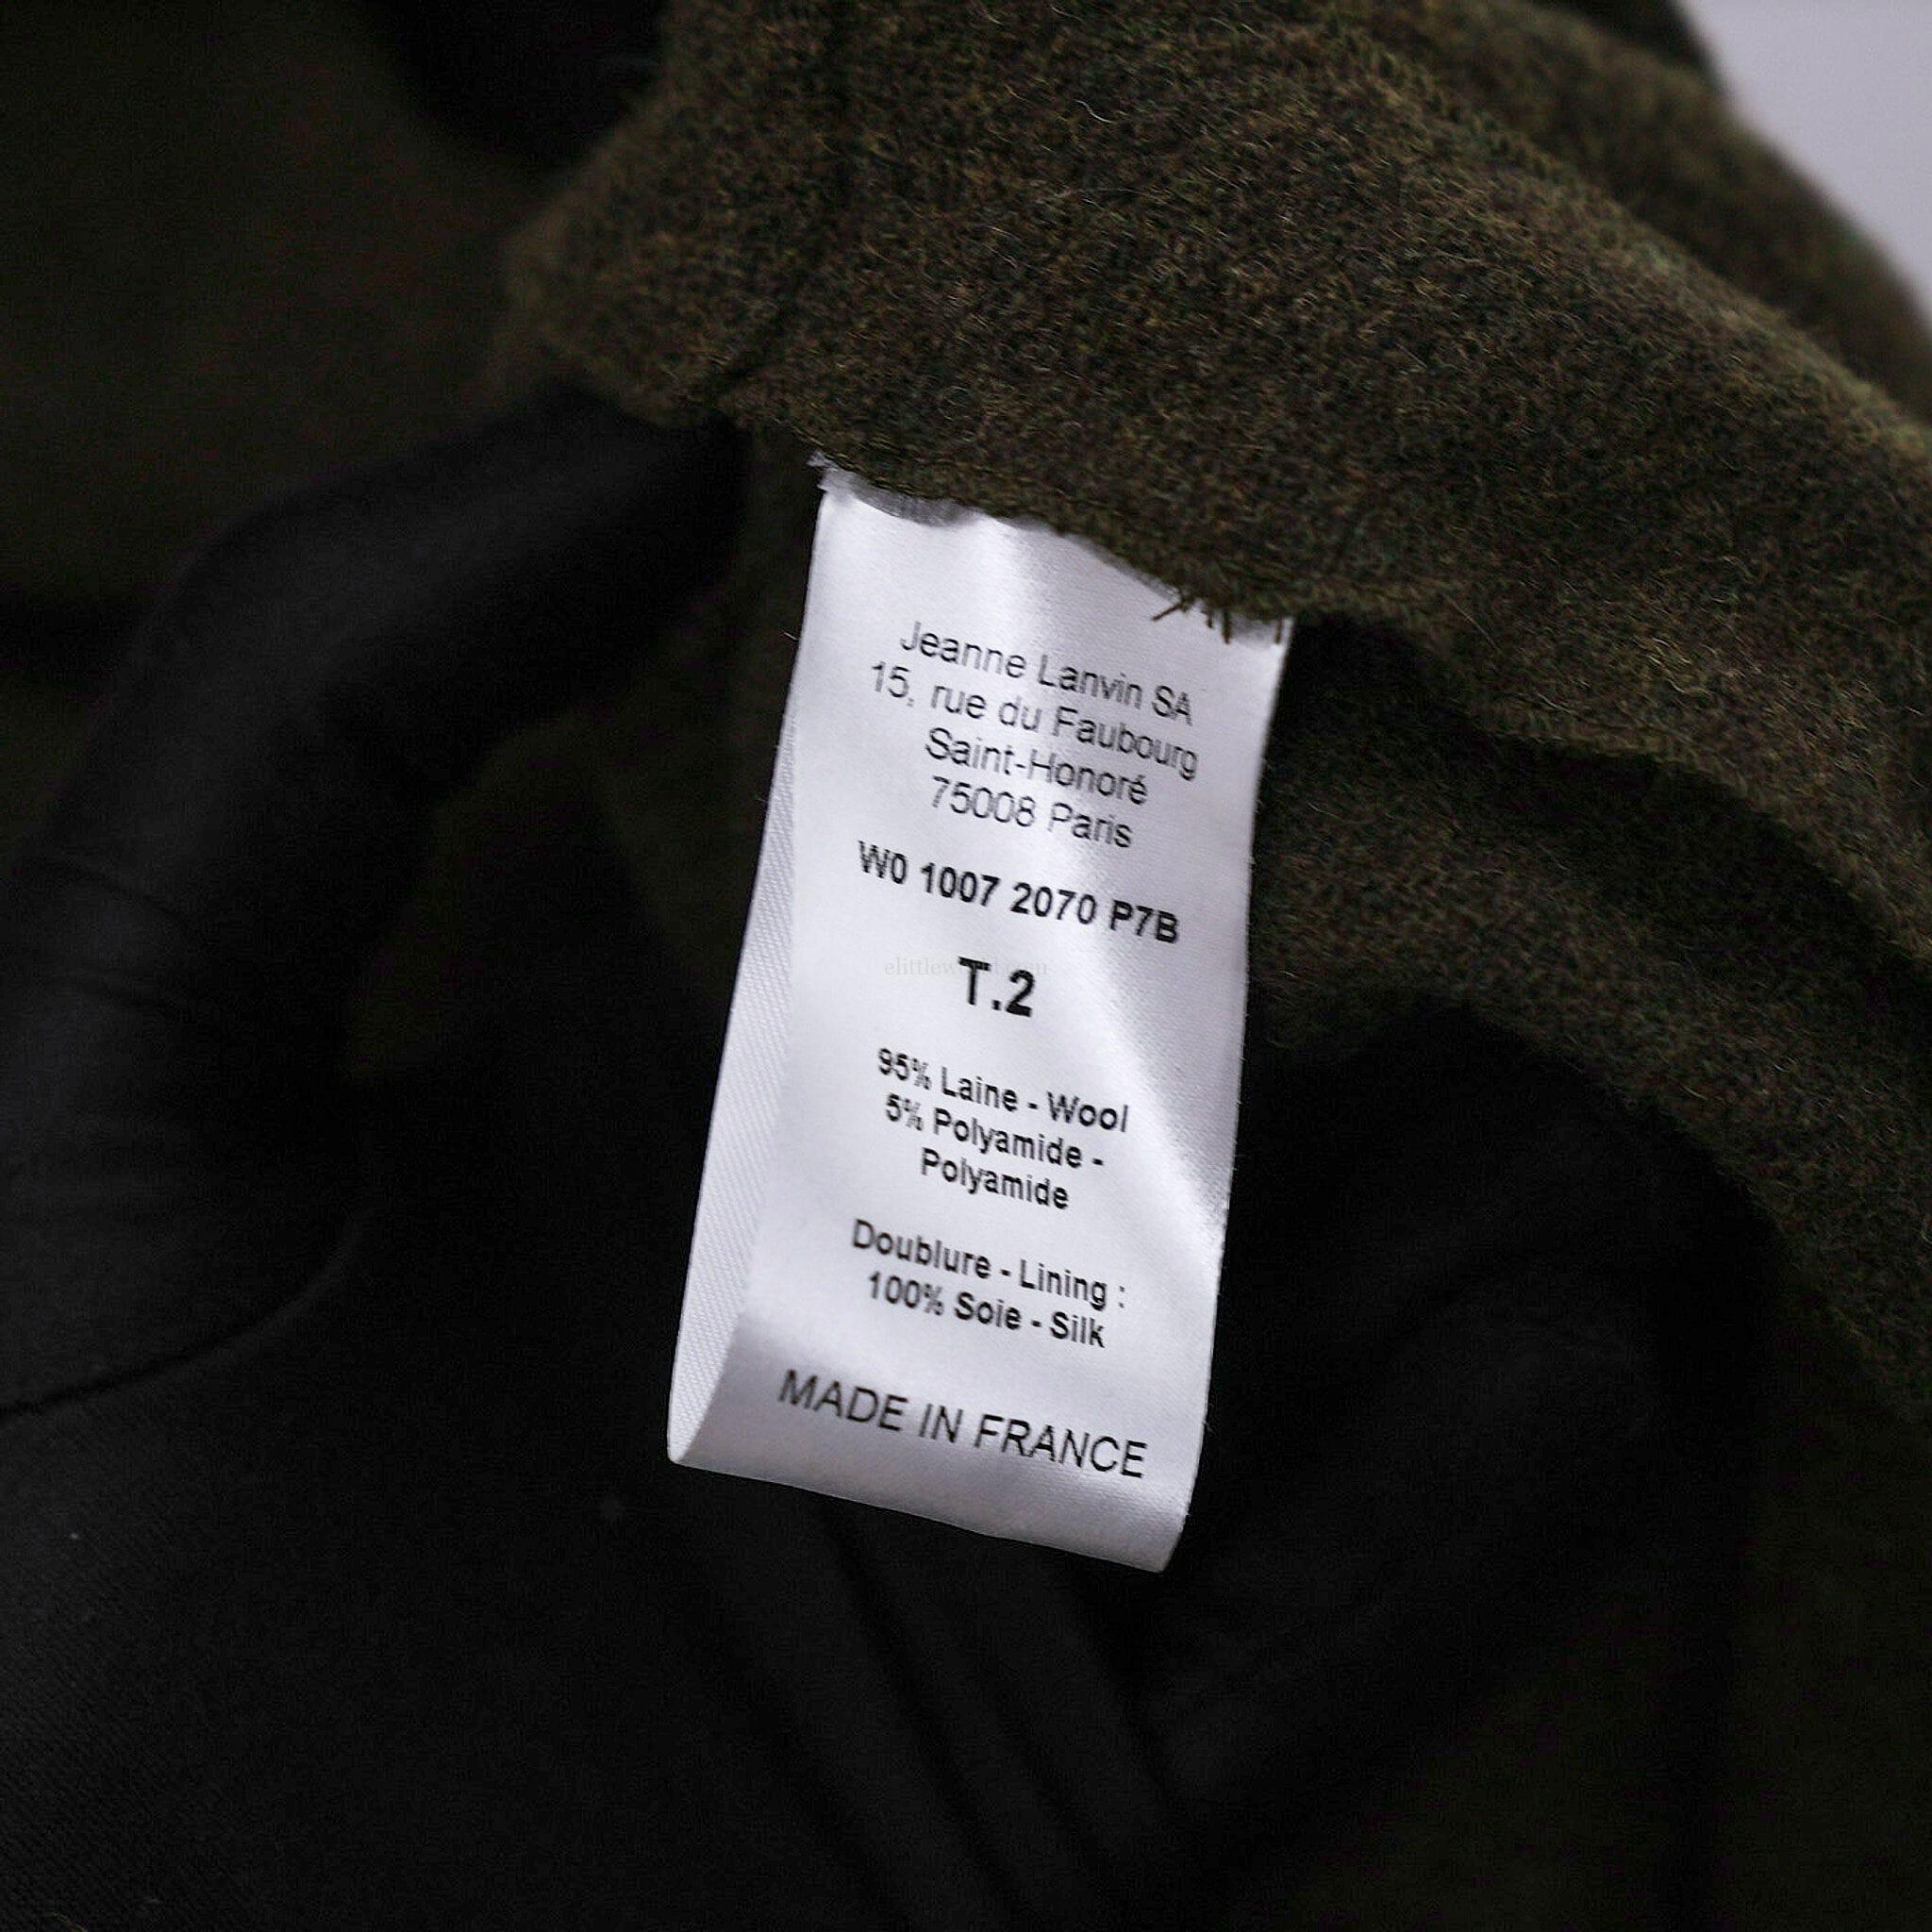 Jeanne Lanvin SA
15, rue du Faubourg
Saint-Honoré
75008 Paris
W0 1007 2070 P7B
T.2
95% Laine - Wool
5% Polyamide -
Polyamide
Doublure - Lining :
100% Soie - Silk
MADE IN FRANCE